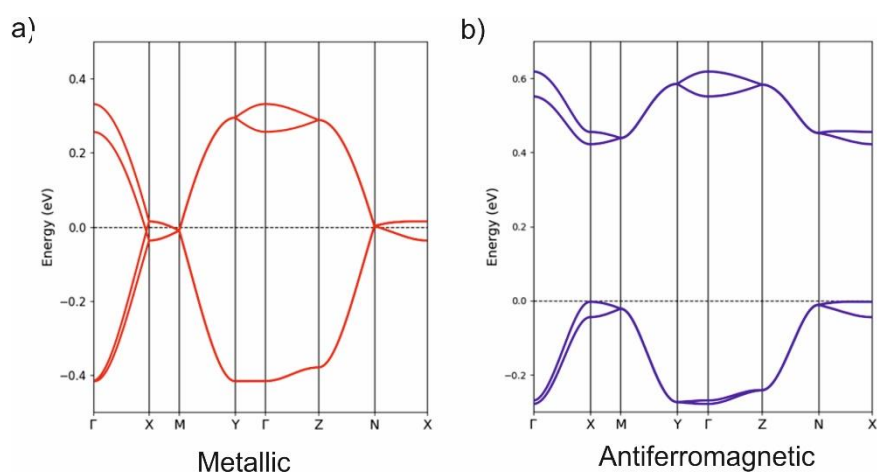 a)
Energy (eV)
0.4
0.2
0.0
−0.2
−0.4
Γ X M Y Γ Z N X
Metallic
b)
Energy (eV)
0.6
0.4
0.2
0.0
−0.2
Γ X M Y Γ Z N X
Antiferromagnetic